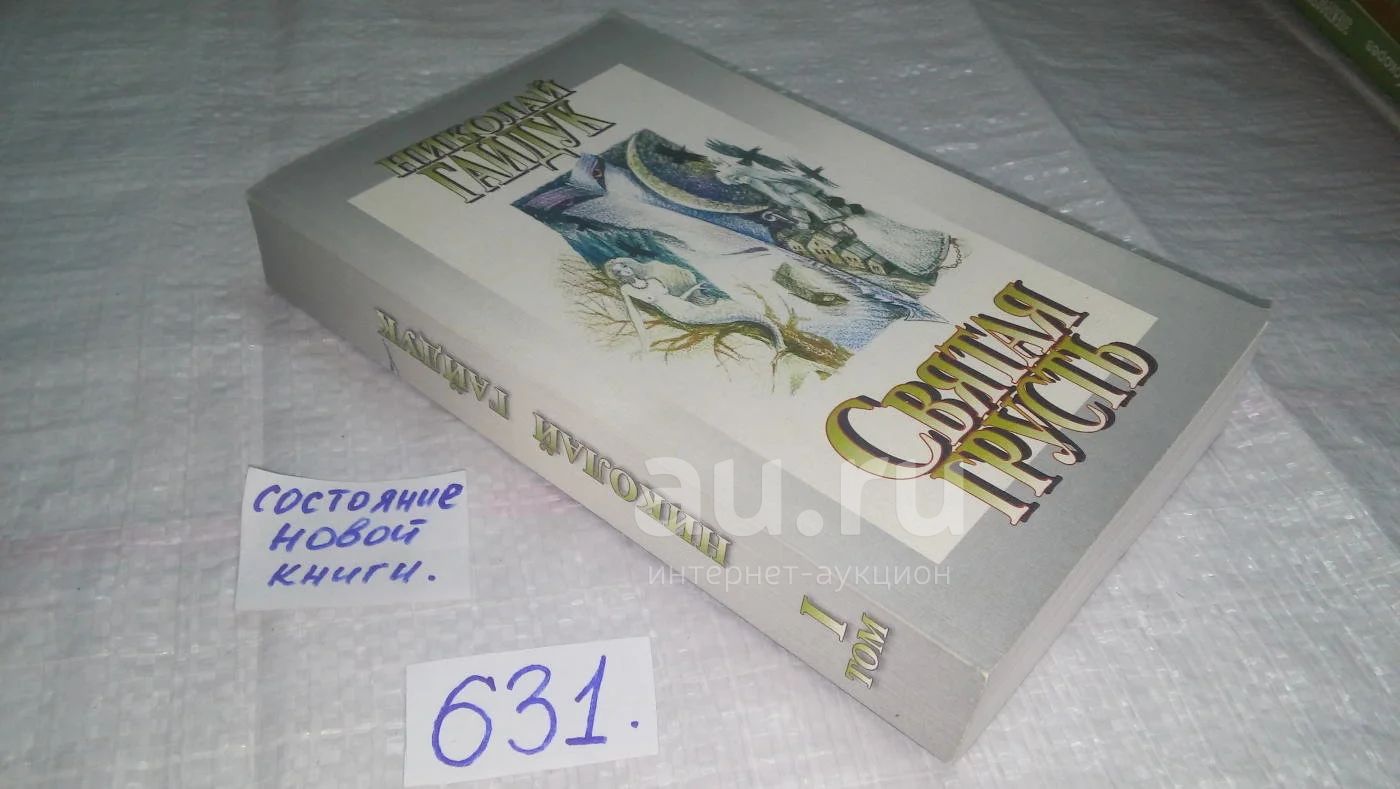 НИКОЛАЙ
ГАЙДУК
СВЯТАЯ
ГРУСТЬ
НИКОЛАЙ ГАЙДУК
I
ТОМ
состояние
новой
книги.
631.
au.ru
интернет-аукцион